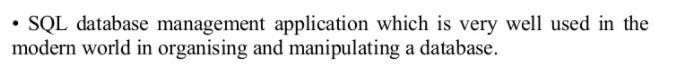 • SQL database management application which is very well used in the
modern world in organising and manipulating a database.